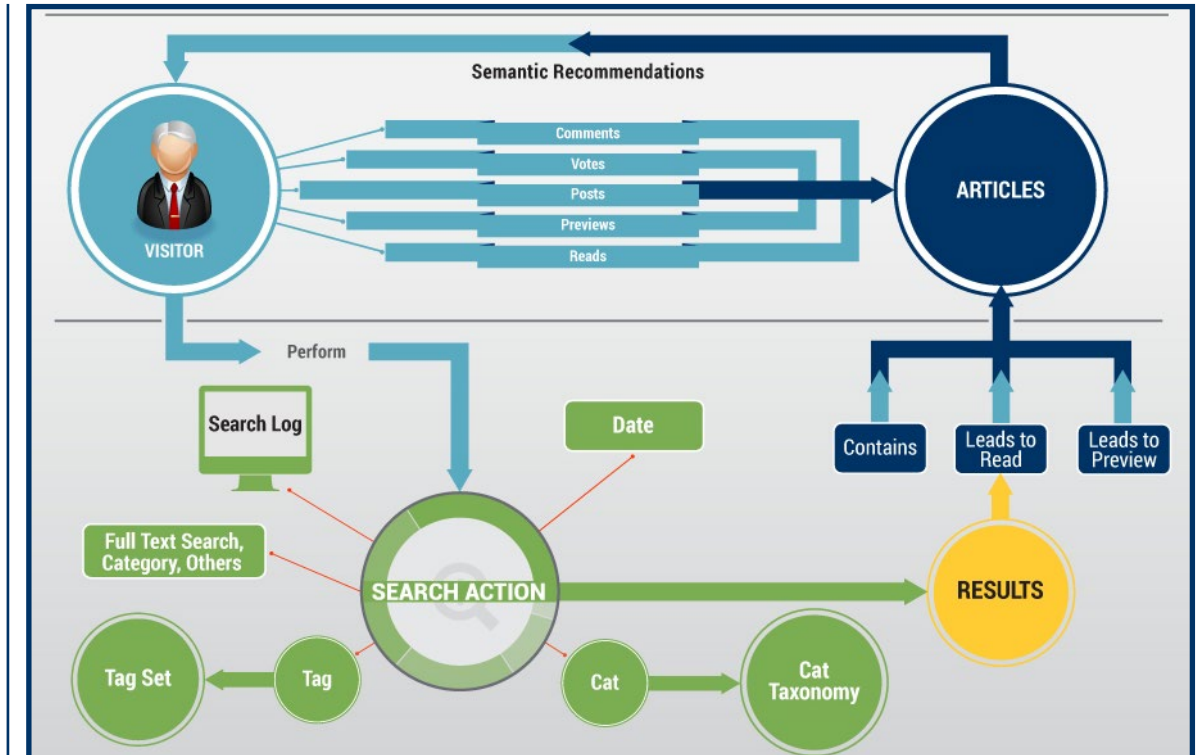 Semantic Recommendations
Comments
Votes
Posts
Previews
Reads
VISITOR
ARTICLES
Perform
Search Log
Date
Contains
Leads to
Read
Leads to
Preview
Full Text Search,
Category, Others
SEARCH ACTION
RESULTS
Tag Set
Tag
Cat
Cat
Taxonomy